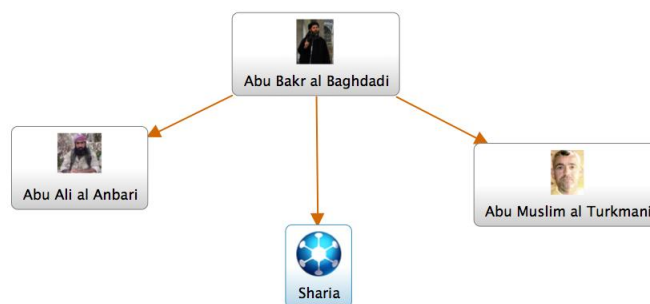 Abu Bakr al Baghdadi
Abu Ali al Anbari
Abu Muslim al Turkmani
Sharia